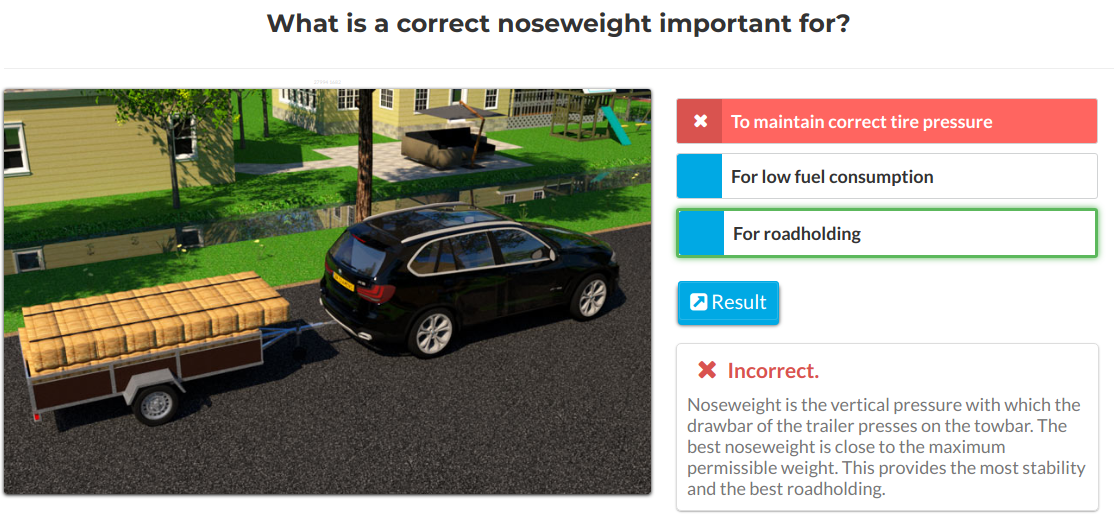 What is a correct noseweight important for?
To maintain correct tire pressure
For low fuel consumption
For roadholding
Result
Incorrect.
Noseweight is the vertical pressure with which the
drawbar of the trailer presses on the towbar. The
best noseweight is close to the maximum
permissible weight. This provides the most stability
and the best roadholding.